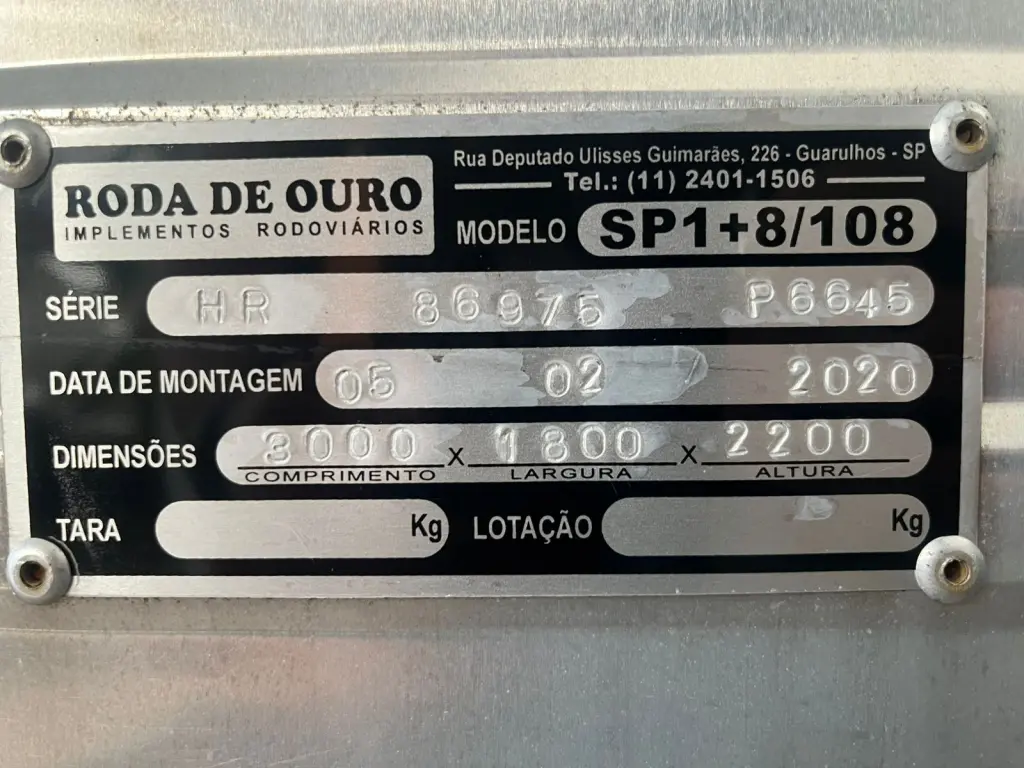 RODA DE OURO
IMPLEMENTOS RODOVIÁRIOS
Rua Deputado Ulisses Guimarães, 226 - Guarulhos - SP
Tel.: (11) 2401-1506
MODELO SP1+8/108
SÉRIE HR 86975 P6645
DATA DE MONTAGEM 05 02 2020
DIMENSÕES 3000 x 1800 x 2200
COMPRIMENTO LARGURA ALTURA
TARA Kg LOTAÇÃO Kg